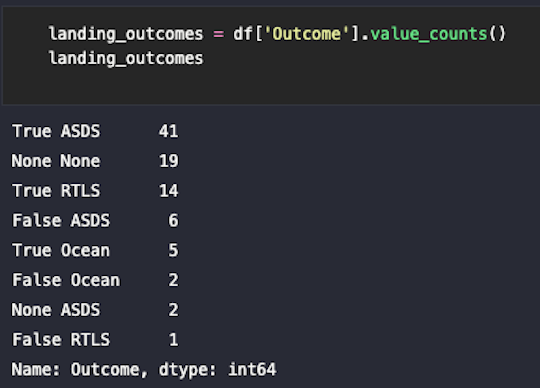 landing_outcomes = df['Outcome'].value_counts()
landing_outcomes
True ASDS      41
None None      19
True RTLS      14
False ASDS      6
True Ocean      5
False Ocean     2
None ASDS       2
False RTLS      1
Name: Outcome, dtype: int64